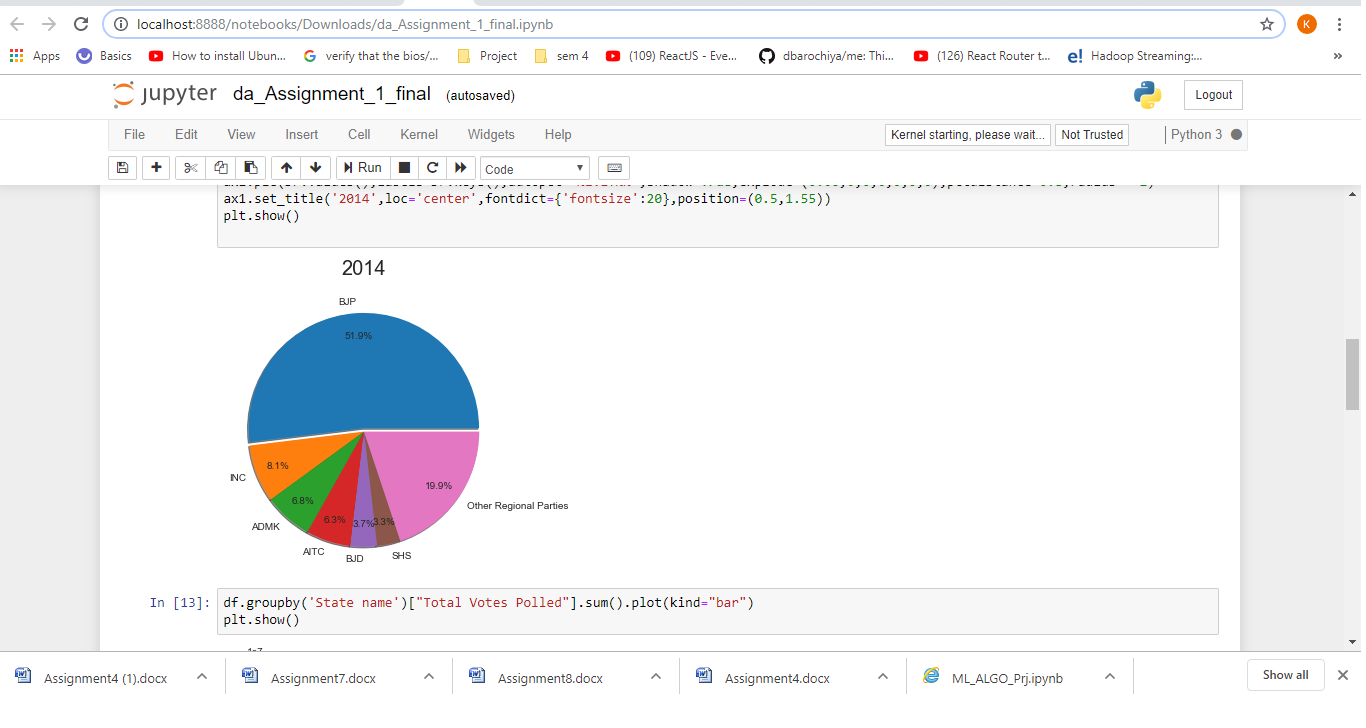 localhost:8888/notebooks/Downloads/da_Assignment_1_final.ipynb
K
Apps Basics How to install Ubun... verify that the bios/... Project sem 4 (109) ReactJS - Eve... dbarochiya/me: Thi... (126) React Router t... e! Hadoop Streaming:... »
jupyter da_Assignment_1_final (autosaved) Logout
File Edit View Insert Cell Kernel Widgets Help Kernel starting, please wait... Not Trusted Python 3
Run Code
ax1.set_title('2014',loc='center',fontdict={'fontsize':20},position=(0.5,1.55))
plt.show()
2014
BJP
51.9%
8.1%
INC
19.9%
6.8%
Other Regional Parties
6.3% 3.7% 3.3%
ADMK
AITC
BJD
SHS
In [13]: df.groupby('State name')["Total Votes Polled"].sum().plot(kind="bar")
plt.show()
Assignment4 (1).docx Assignment7.docx Assignment8.docx Assignment4.docx ML_ALGO_Prj.ipynb Show all